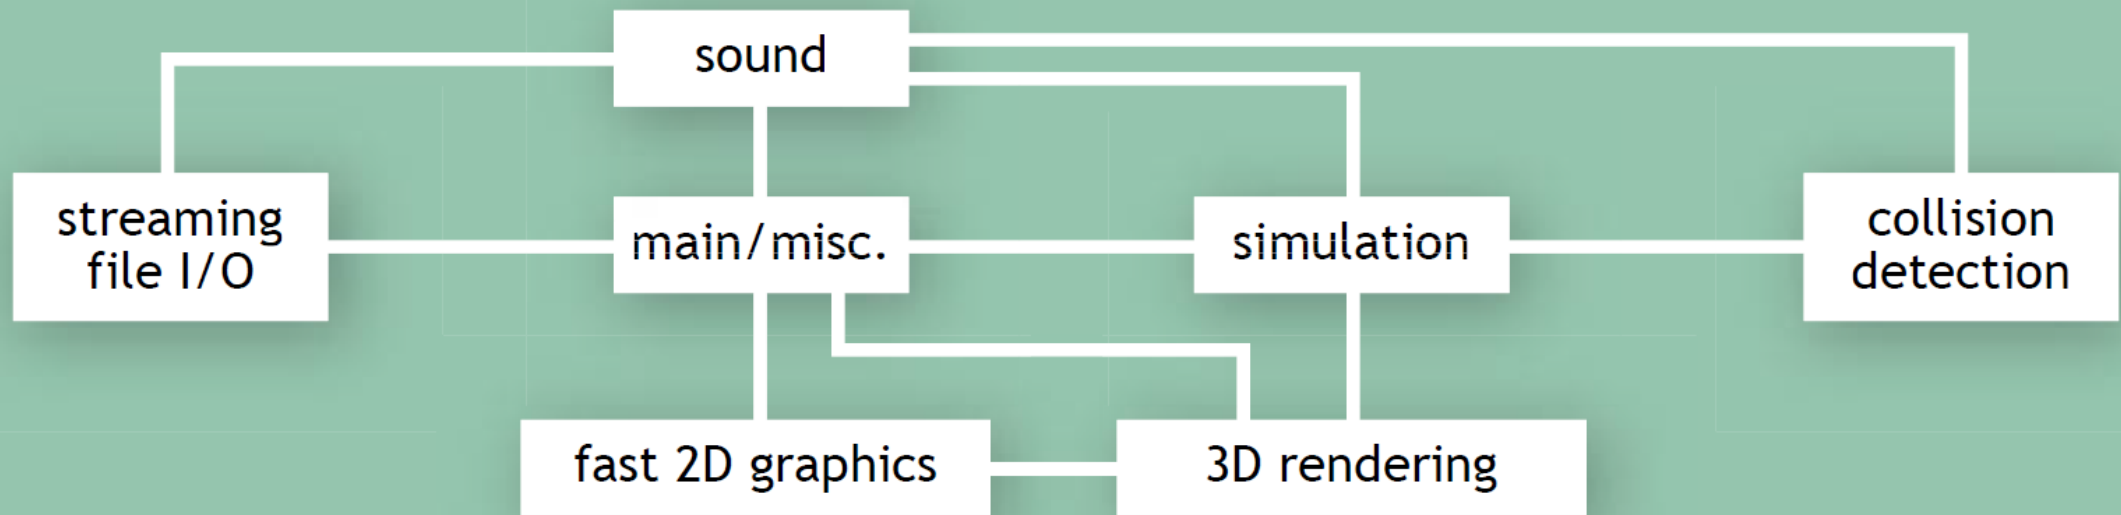 sound
streaming
file I/O
main/misc.
simulation
collision
detection
fast 2D graphics
3D rendering